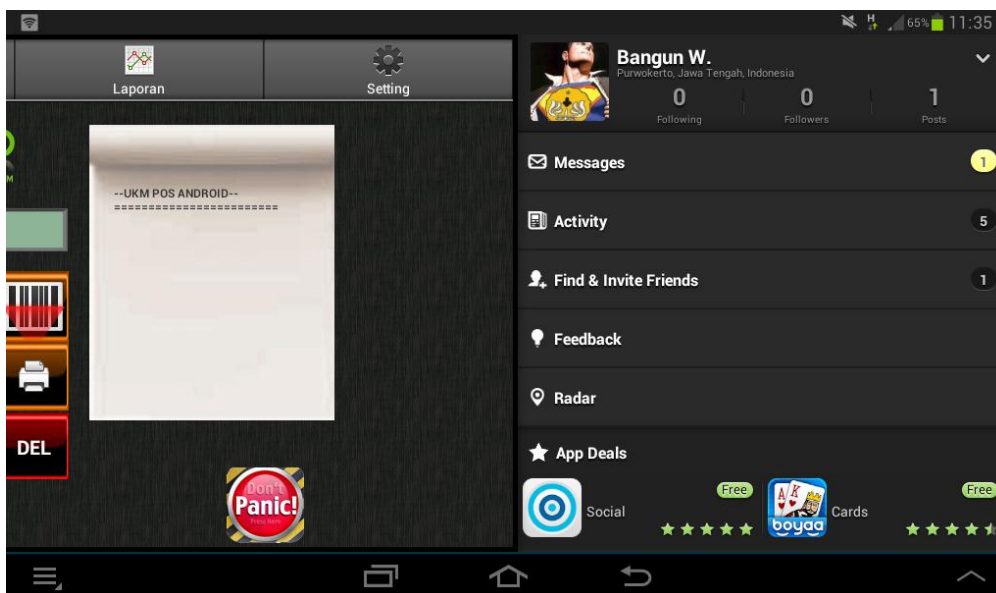 65% 11:35
Laporan
Setting
--UKM POS ANDROID--
========================
DEL
Don't
Panic!
Press Here
Bangun W.
Purwokerto, Jawa Tengah, Indonesia
0 0 1
Following Followers Posts
Messages 1
Activity 5
Find & Invite Friends 1
Feedback
Radar
App Deals
Social Free
boyaa Cards Free